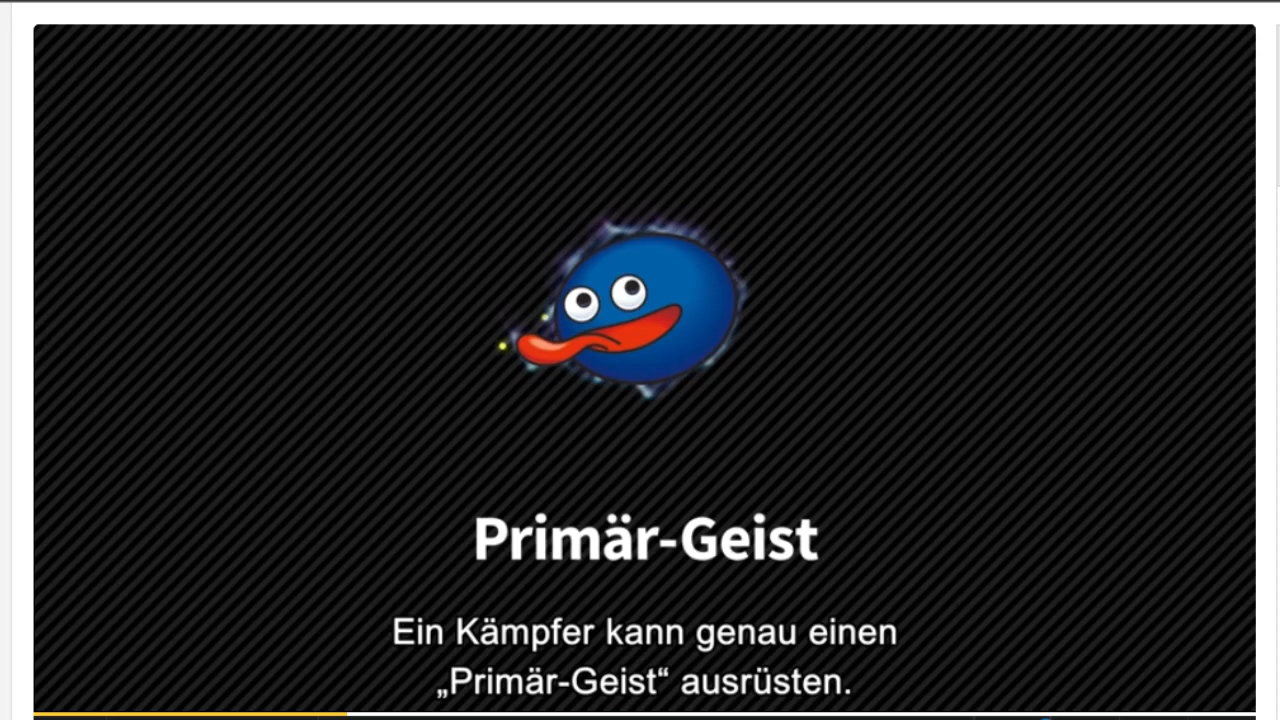 Primär-Geist
Ein Kämpfer kann genau einen
„Primär-Geist“ ausrüsten.